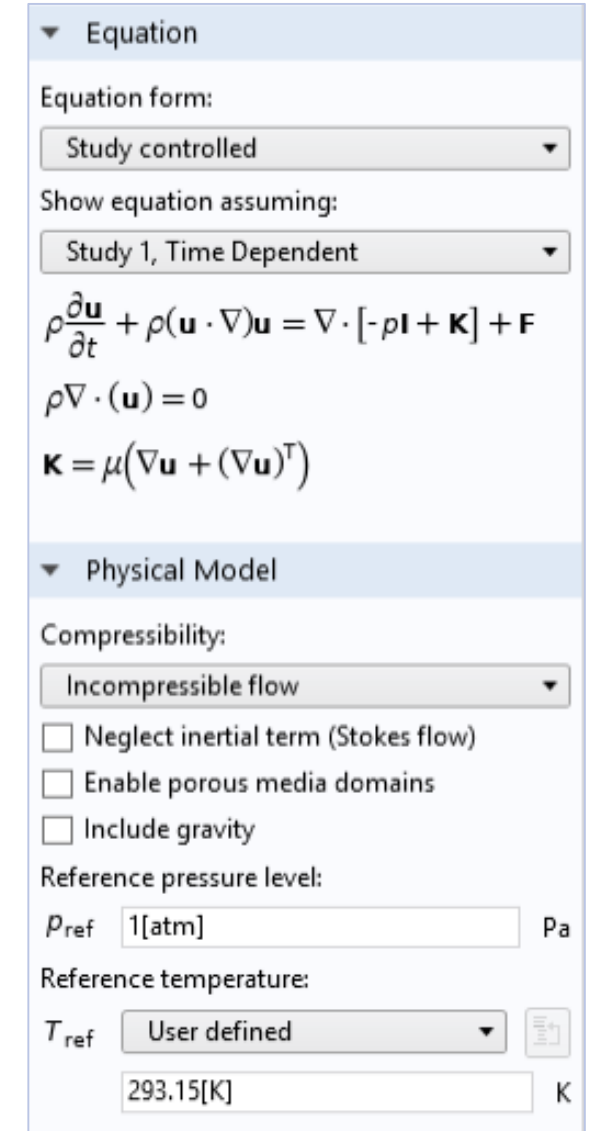 Equation
Equation form:
Study controlled
Show equation assuming:
Study 1, Time Dependent
ρ∂u/∂t + ρ(u · ∇)u = ∇ · [-pI + K] + F
ρ∇ · (u) = 0
K = μ(∇u + (∇u)ᵀ)
Physical Model
Compressibility:
Incompressible flow
Neglect inertial term (Stokes flow)
Enable porous media domains
Include gravity
Reference pressure level:
p_ref 1[atm] Pa
Reference temperature:
T_ref User defined
293.15[K] K